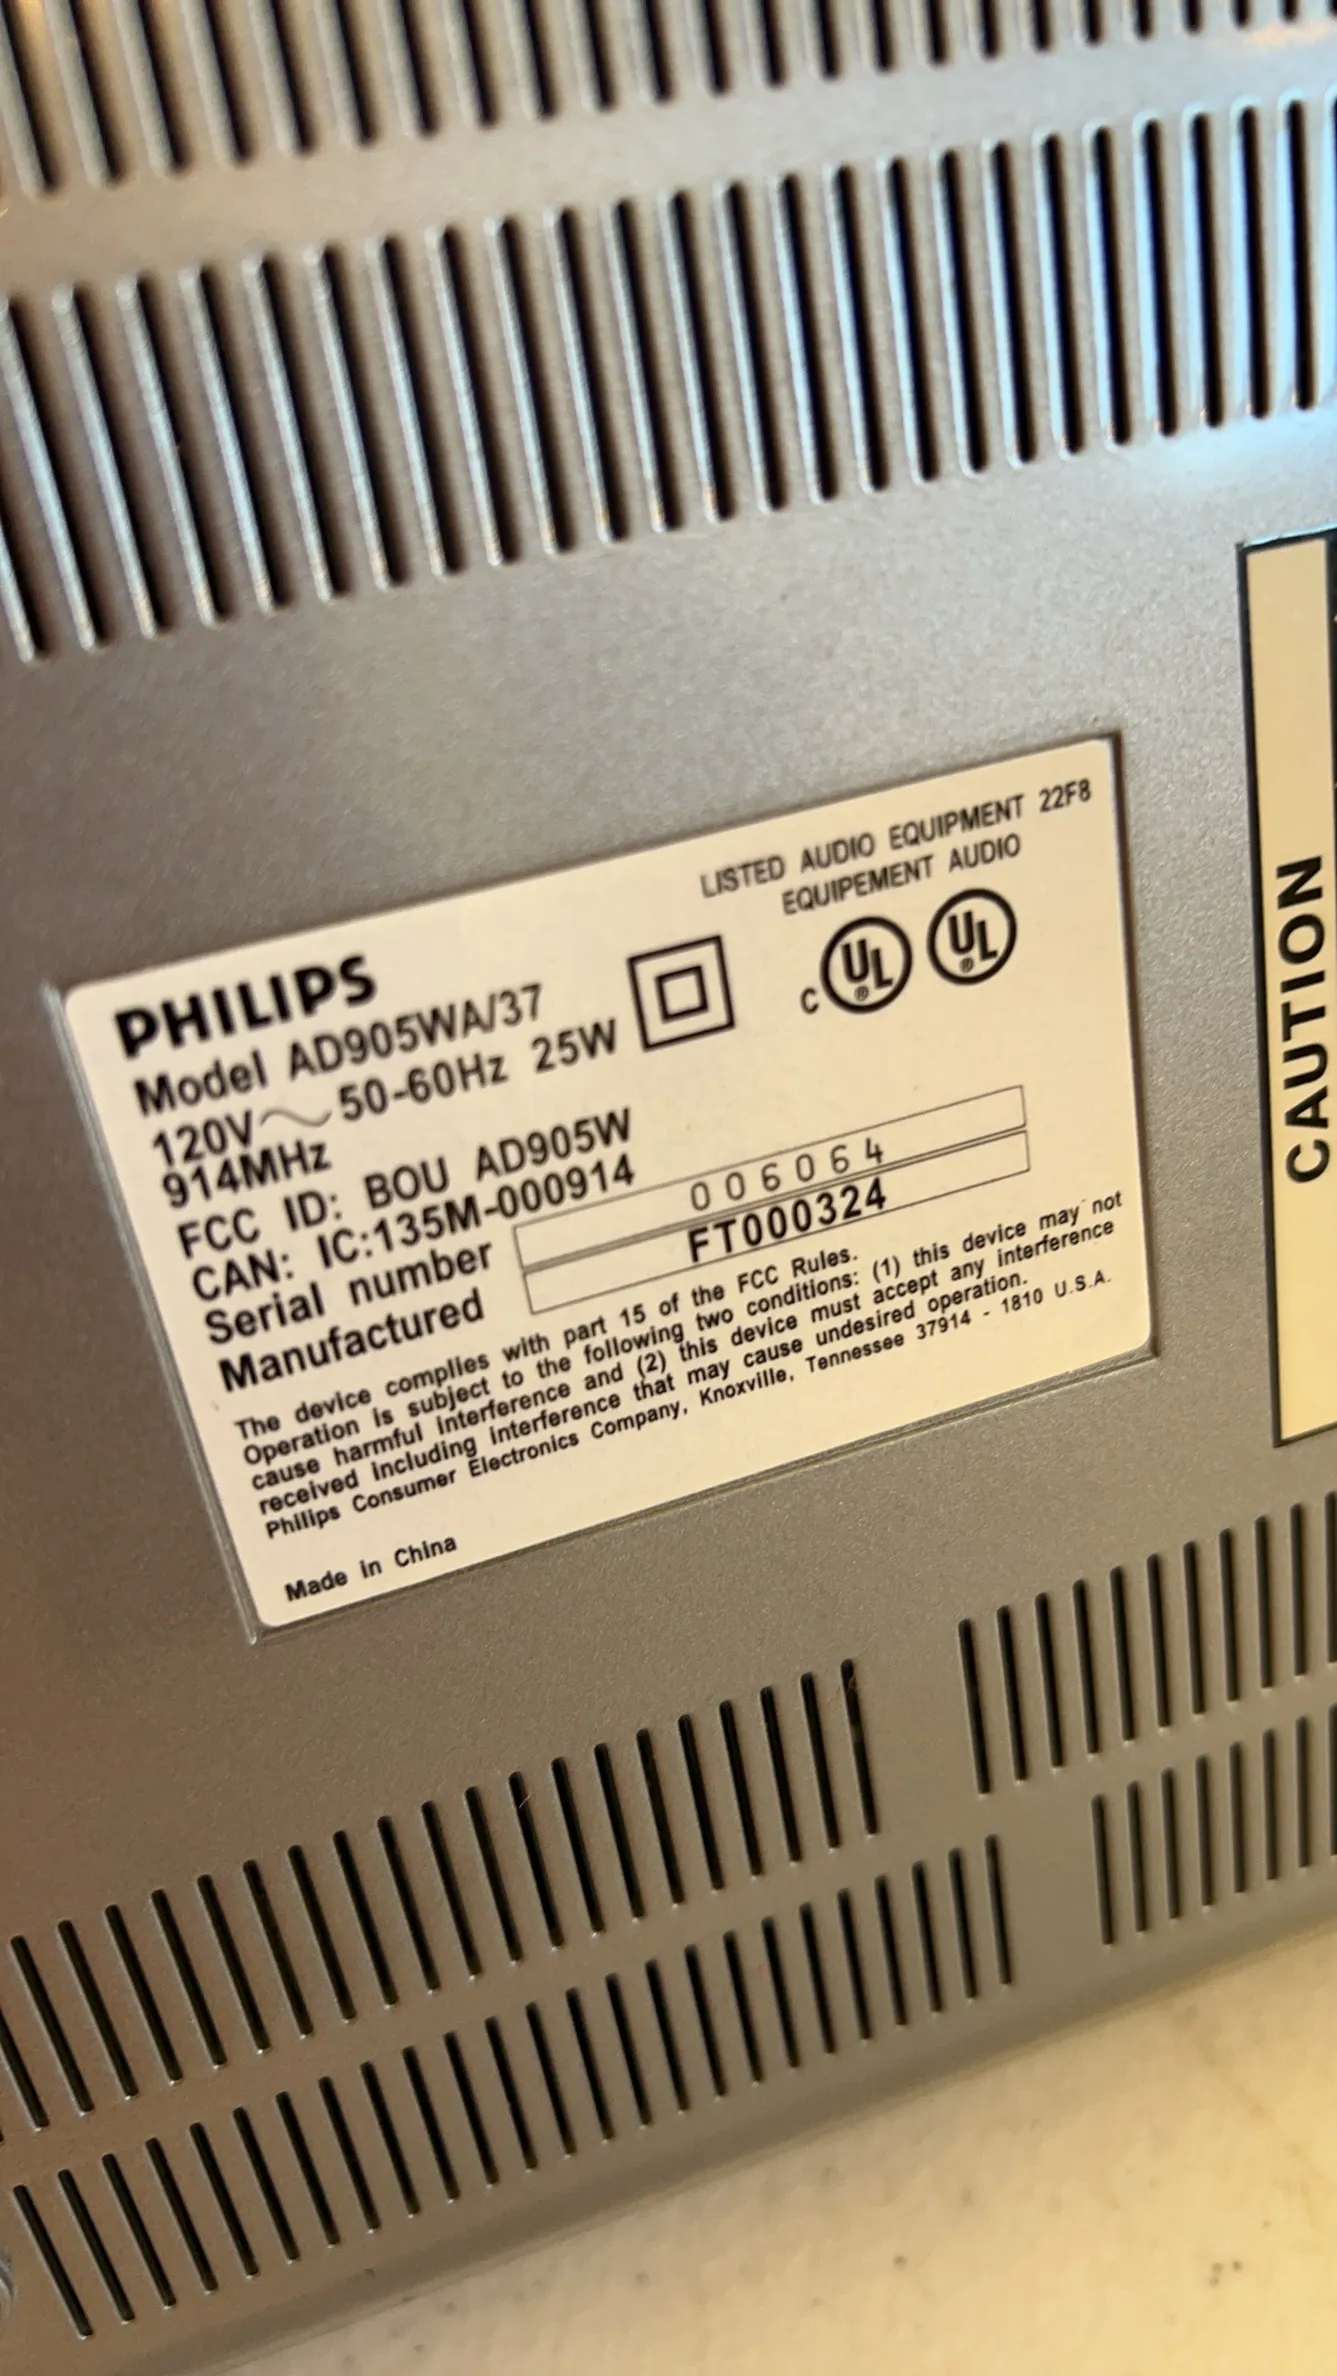 LISTED AUDIO EQUIPMENT 22F8
EQUIPEMENT AUDIO
C UL® UL®
PHILIPS
Model AD905WA/37
120V~50-60Hz 25W
914MHz
FCC ID: BOU AD905W
CAN: IC:135M-000914
Serial number 006064
Manufactured FT000324
The device complies with part 15 of the FCC Rules.
Operation is subject to the following two conditions: (1) this device may not
cause harmful interference and (2) this device must accept any interference
received including interference that may cause undesired operation.
Philips Consumer Electronics Company, Knoxville, Tennessee 37914 - 1810 U.S.A.
Made in China
CAUTION